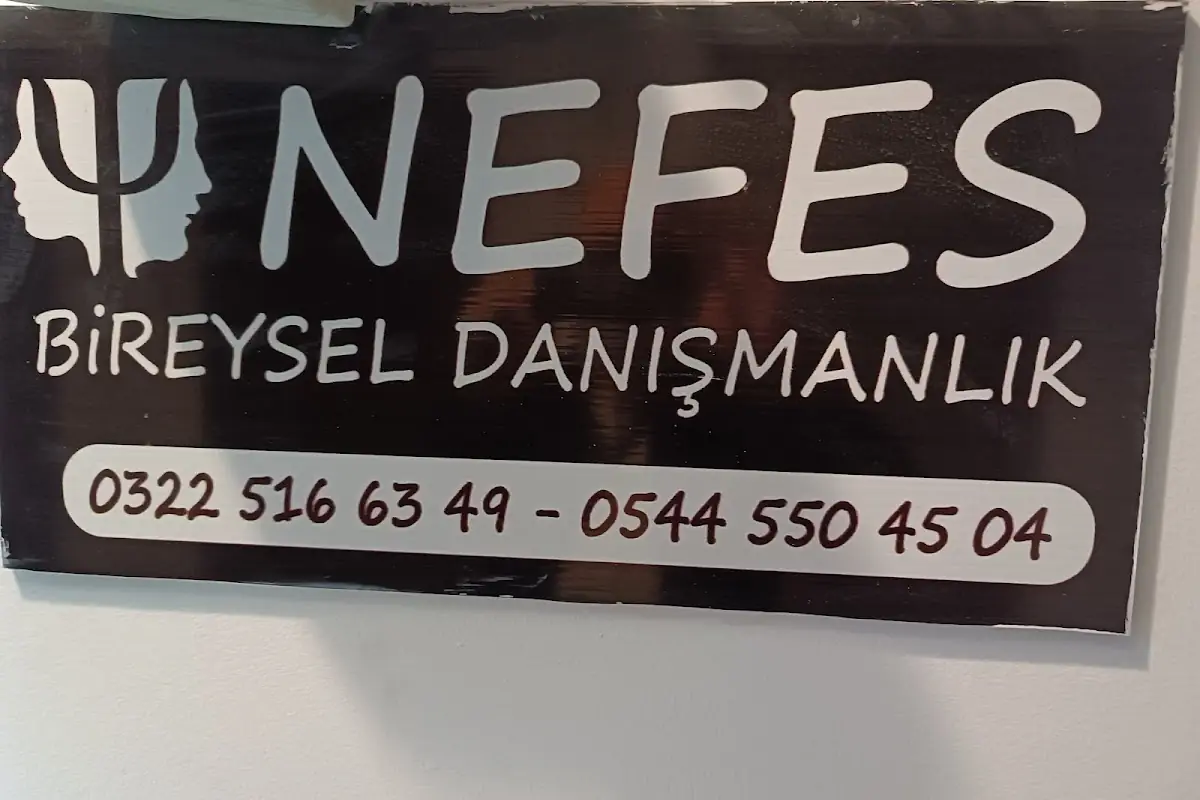 NEFES
BiREYSEL DANIŞMANLIK
0322 516 63 49 - 0544 550 45 04